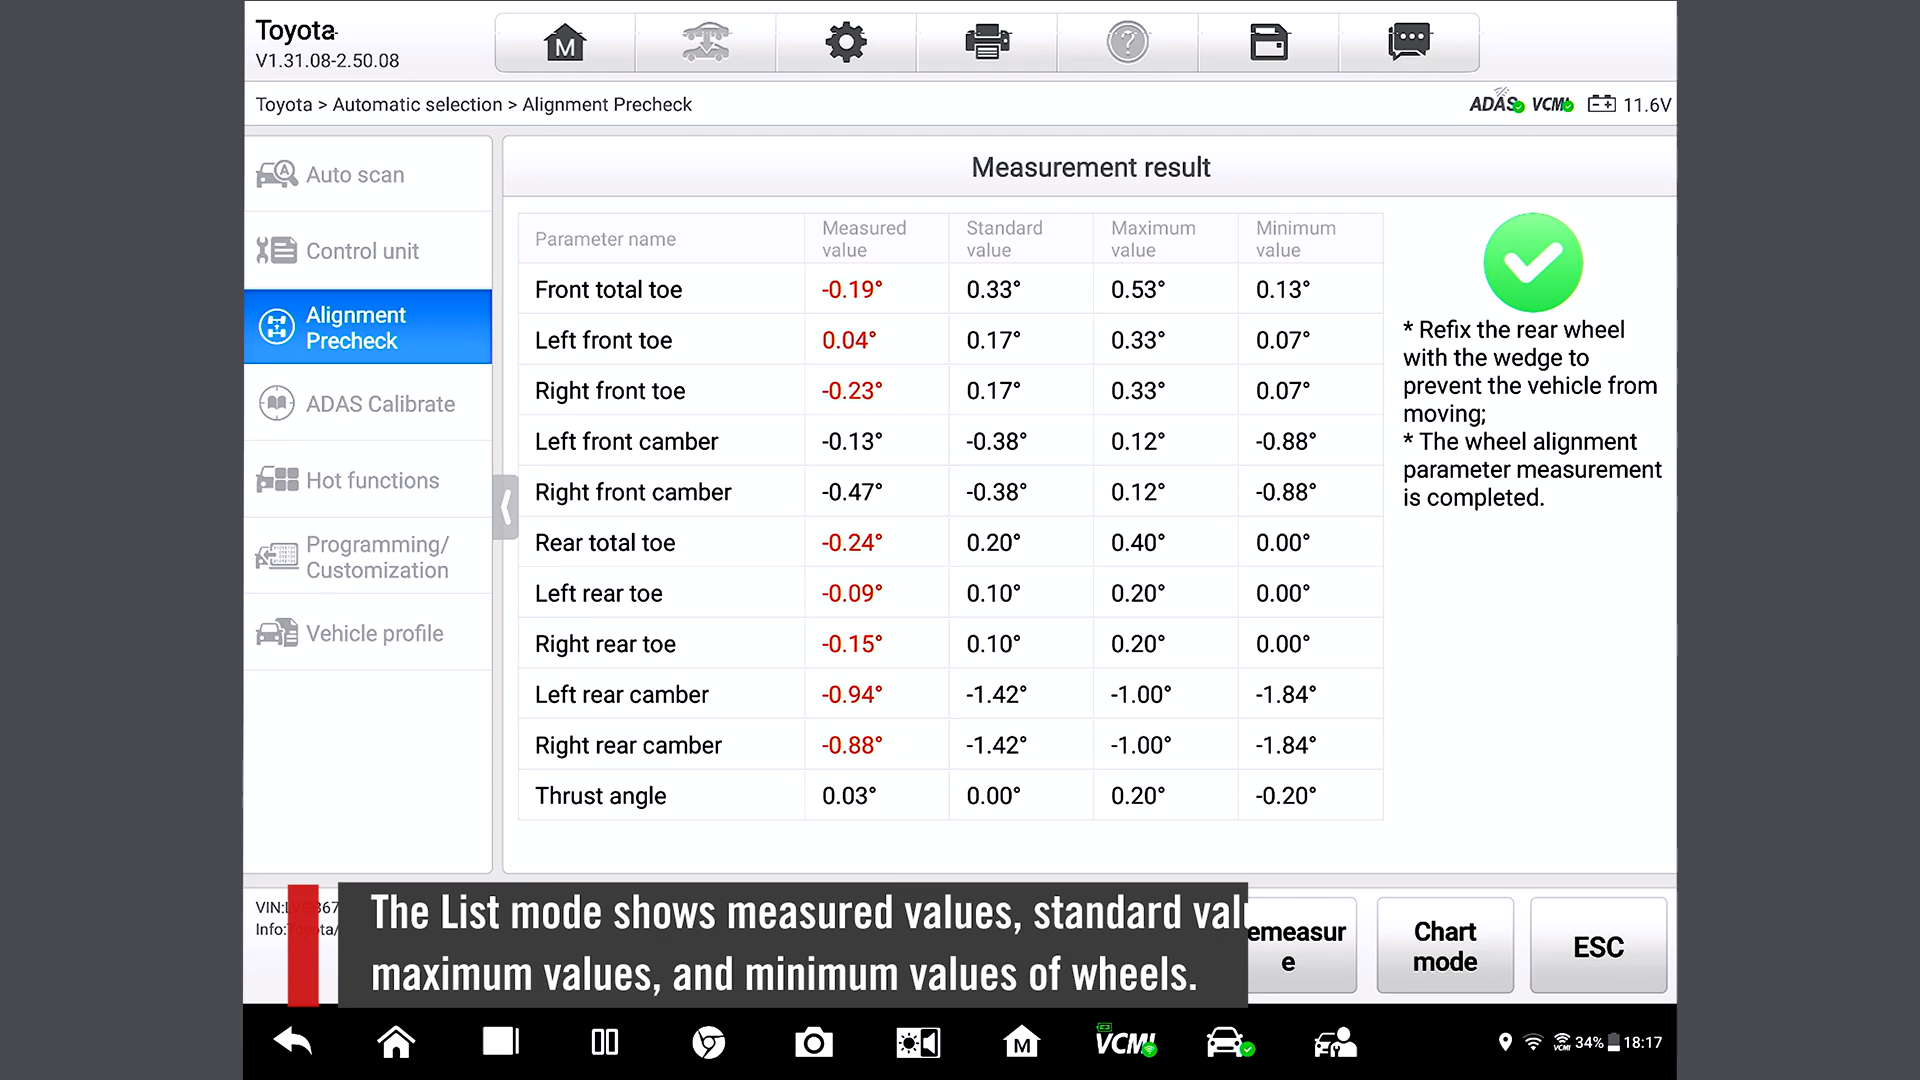 Toyota
V1.31.08-2.50.08
M
?
Toyota > Automatic selection > Alignment Precheck
ADAS VCMI 11.6V
A Auto scan
Control unit
Alignment
Precheck
ADAS Calibrate
Hot functions
Programming/
Customization
Vehicle profile
Measurement result
Parameter name Measured value Standard value Maximum value Minimum value
Front total toe -0.19° 0.33° 0.53° 0.13°
Left front toe 0.04° 0.17° 0.33° 0.07°
Right front toe -0.23° 0.17° 0.33° 0.07°
Left front camber -0.13° -0.38° 0.12° -0.88°
Right front camber -0.47° -0.38° 0.12° -0.88°
Rear total toe -0.24° 0.20° 0.40° 0.00°
Left rear toe -0.09° 0.10° 0.20° 0.00°
Right rear toe -0.15° 0.10° 0.20° 0.00°
Left rear camber -0.94° -1.42° -1.00° -1.84°
Right rear camber -0.88° -1.42° -1.00° -1.84°
Thrust angle 0.03° 0.00° 0.20° -0.20°
* Refix the rear wheel
with the wedge to
prevent the vehicle from
moving;
* The wheel alignment
parameter measurement
is completed.
VIN:
Info:
The List mode shows measured values, standard val
maximum values, and minimum values of wheels.
emeasur
e
Chart
mode
ESC
M
VCMI
VCMI 34% 18:17